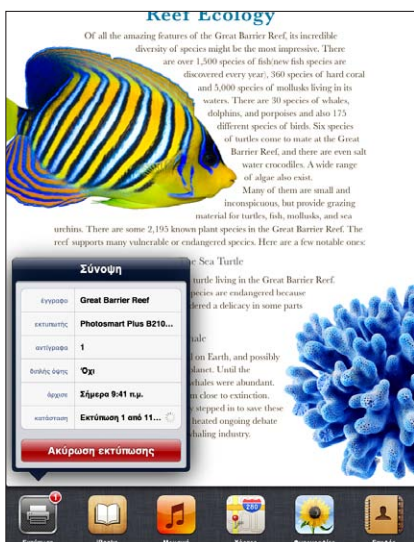 Reef Ecology
Of all the amazing features of the Great Barrier Reef, its incredible
diversity of species might be the most impressive. There
are over 1,500 species of fish(new fish species are
discovered every year), 360 species of hard coral
and 5,000 species of mollusks living in its
waters. There are 30 species of whales,
dolphins, and porpoises and also 175
different species of birds. Six species
of turtles come to mate at the Great
Barrier Reef, and there are even salt
water crocodiles. A wide range
of algae also exist.
Many of them are small and
inconspicuous, but provide grazing
material for turtles, fish, mollusks, and sea
urchins. There are some 2,195 known plant species in the Great Barrier Reef. The
reef supports many vulnerable or endangered species. Here are a few notable ones:
Sea Turtle
turtle living in the Great Barrier Reef.
species are endangered because
a delicacy in some parts
on Earth, and possibly
planet. Until the
whales were abundant.
close to extinction.
stepped in to save these
heated ongoing debate
whaling industry.
Σύνοψη
έγγραφο Great Barrier Reef
εκτυπωτής Photosmart Plus B210...
αντίγραφα 1
διπλής όψης Όχι
άρχισε Σήμερα 9:41 π.μ.
κατάσταση Εκτύπωση 1 από 11...
Ακύρωση εκτύπωσης
1
280